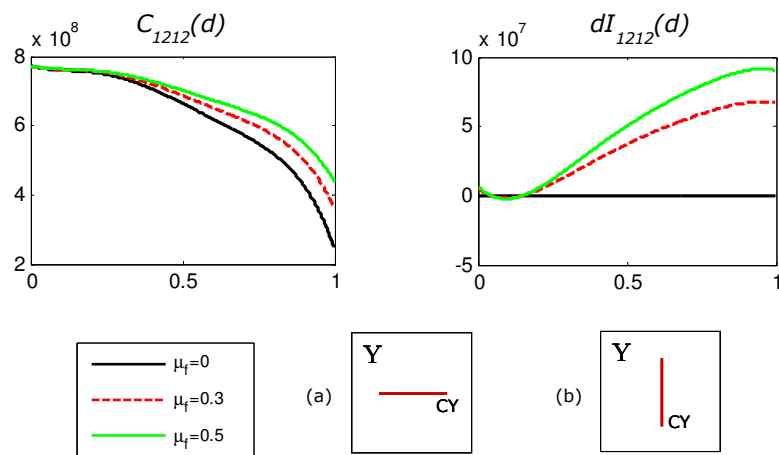 C1212(d)
dI1212(d)
x 10^8
x 10^7
8
6
4
2
0
0.5
1
10
5
0
-5
0
0.5
1
μf=0
μf=0.3
μf=0.5
(a)
Y
CY
(b)
Y
CY